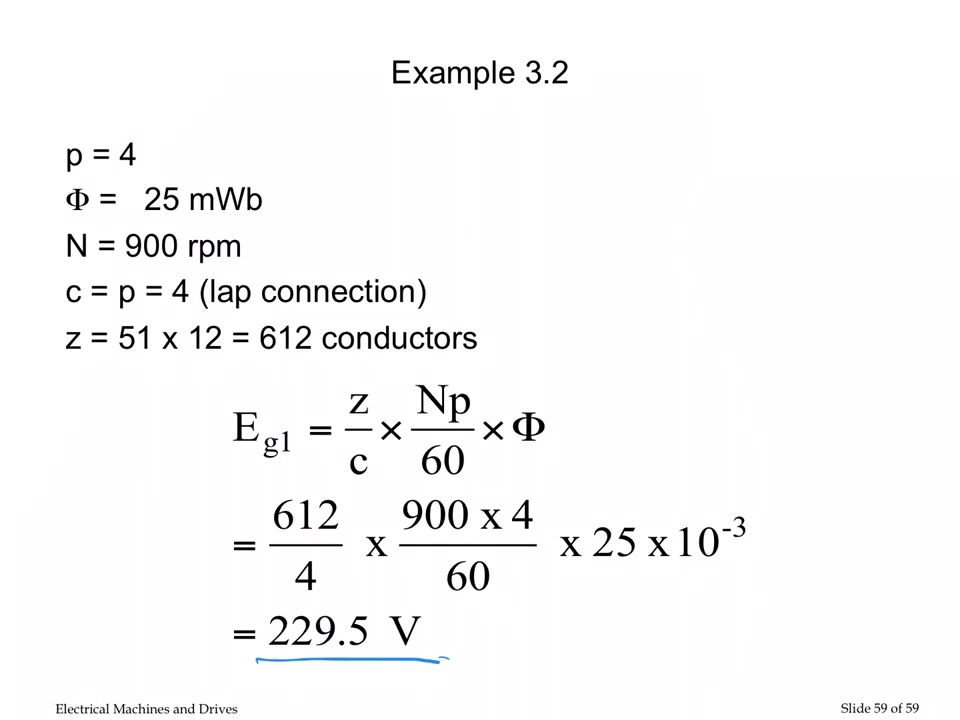 Example 3.2
p = 4
Φ = 25 mWb
N = 900 rpm
c = p = 4 (lap connection)
z = 51 x 12 = 612 conductors
E_g1 = z/c × Np/60 × Φ
= 612/4 x 900 x 4/60 x 25 x 10^-3
= 229.5 V
Electrical Machines and Drives
Slide 59 of 59